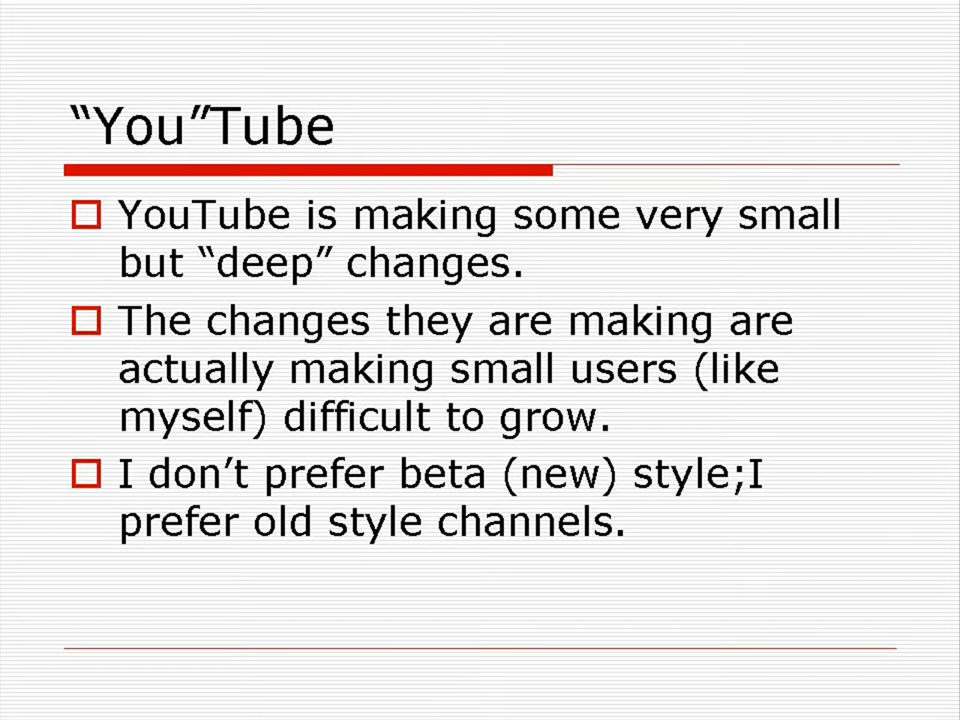 “You”Tube
YouTube is making some very small
but “deep” changes.
The changes they are making are
actually making small users (like
myself) difficult to grow.
I don’t prefer beta (new) style;I
prefer old style channels.